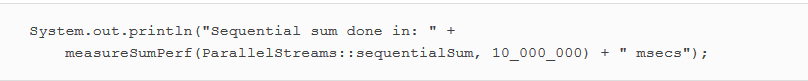 System.out.println("Sequential sum done in: " +
measureSumPerf(ParallelStreams::sequentialSum, 10_000_000) + " msecs");